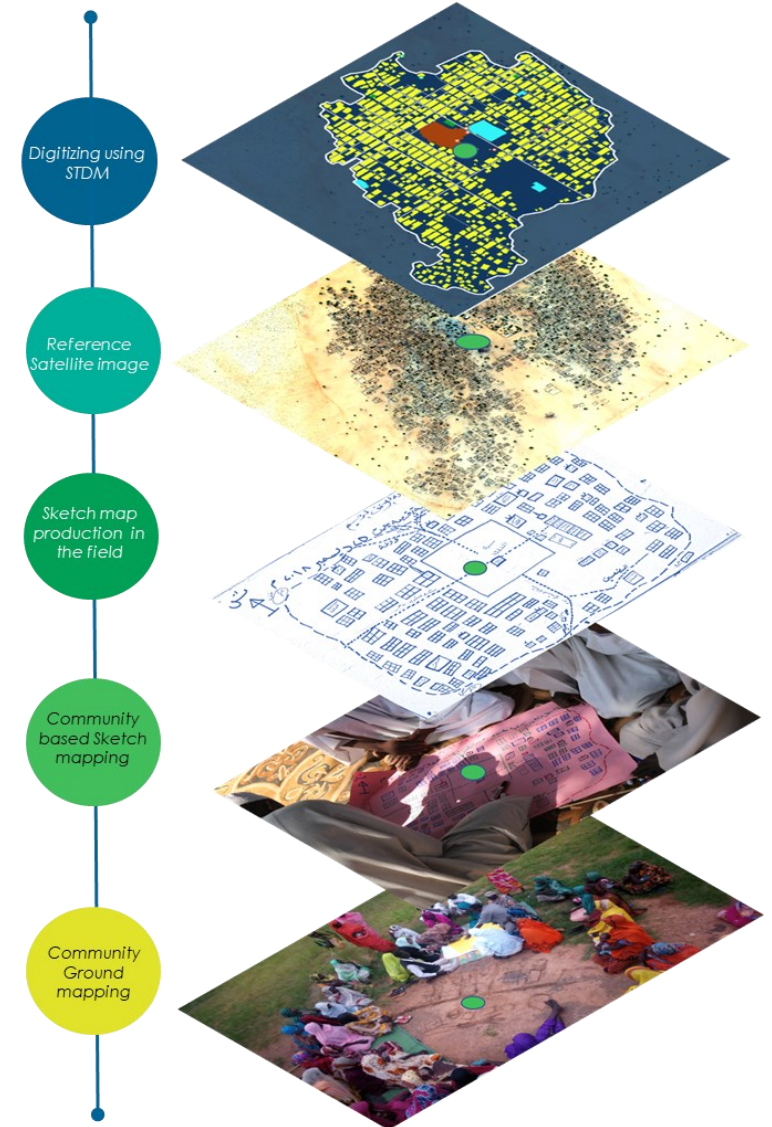 Digitizing using
STDM
Reference
Satellite image
Sketch map
production in
the field
Community
based Sketch
mapping
Community
Ground
mapping